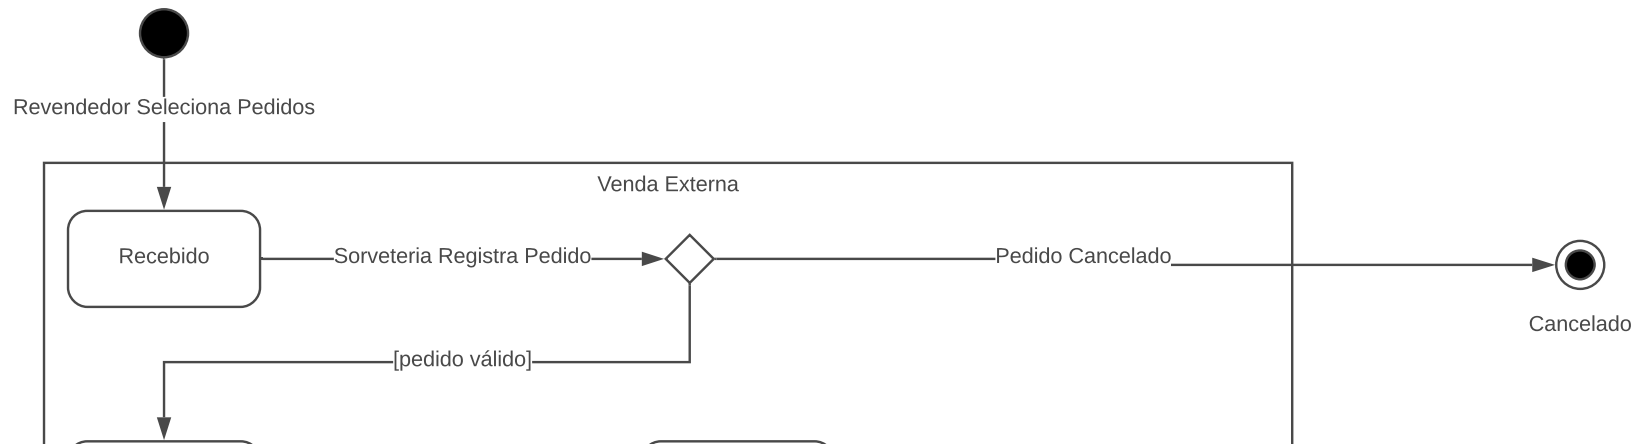 Revendedor Seleciona Pedidos
Venda Externa
Recebido
Sorveteria Registra Pedido
Pedido Cancelado
Cancelado
[pedido válido]